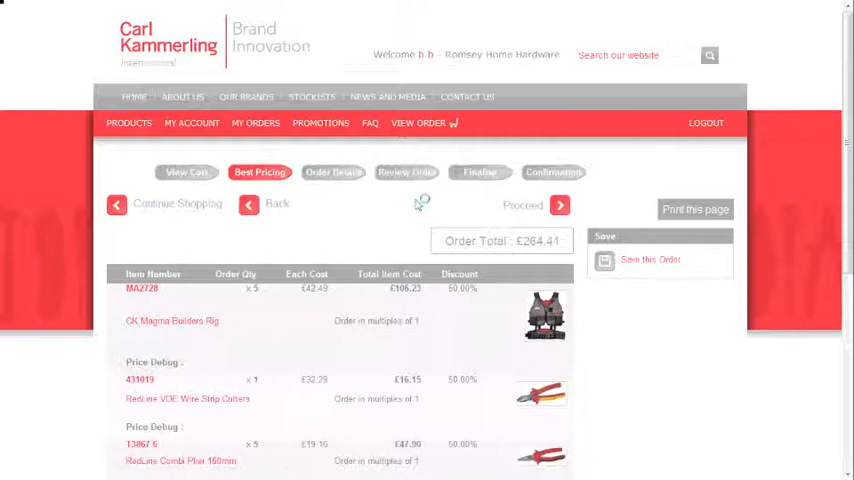 Carl
Kammerling
International
Brand
Innovation
Welcome b b - Romsey Home Hardware
Search our website
HOME ABOUT US OUR BRANDS STOCKISTS NEWS AND MEDIA CONTACT US
PRODUCTS MY ACCOUNT MY ORDERS PROMOTIONS FAQ VIEW ORDER LOGOUT
View Cart Best Pricing Order Details Review Order Finalise Confirmation
Continue Shopping Back Proceed
Print this page
Order Total : £264.41
Save
Save this Order
Item Number Order Qty Each Cost Total Item Cost Discount
MA2728 x 5 £42.49 £106.23 50.00%
CK Magma Builders Rig Order in multiples of 1
Price Debug :
431019 x 1 £32.29 £16.15 50.00%
RedLine VDE Wire Strip Cutters Order in multiples of 1
Price Debug :
T3867 6 x 5 £19.16 £47.90 50.00%
RedLine Combi Plier 160mm Order in multiples of 1